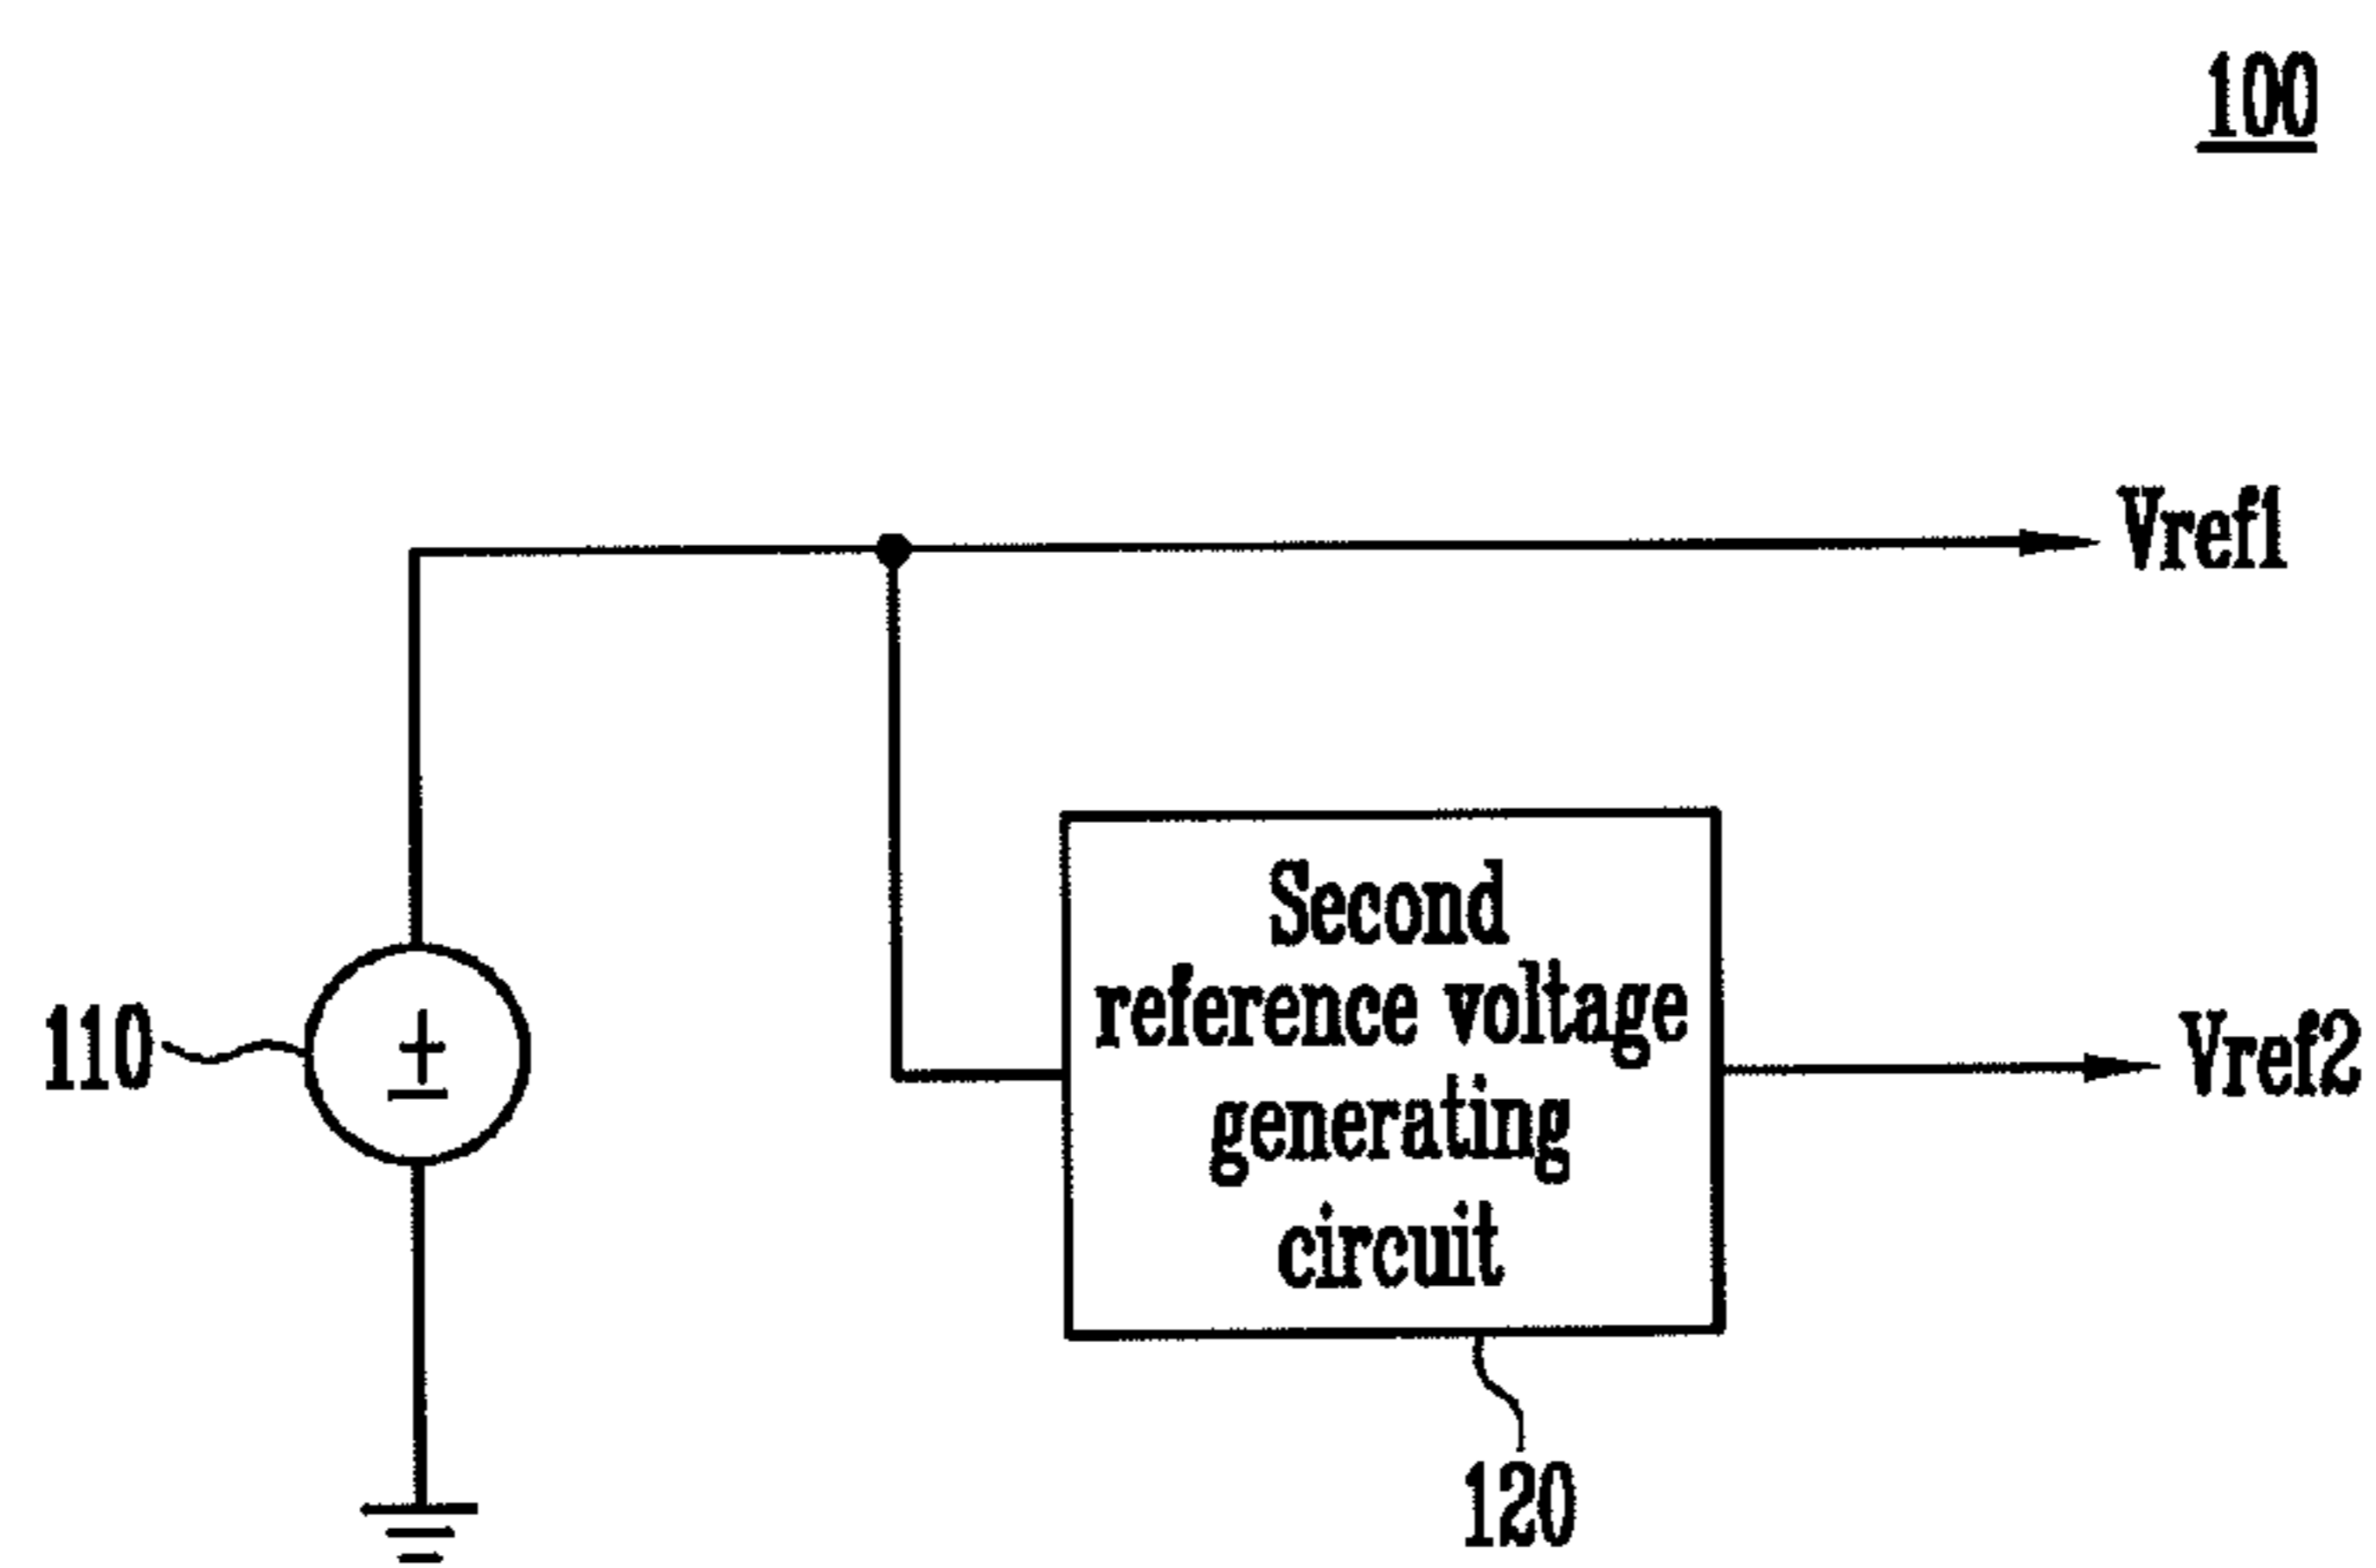 100
Vref1
110
Second
reference voltage
generating
circuit
Vref2
120